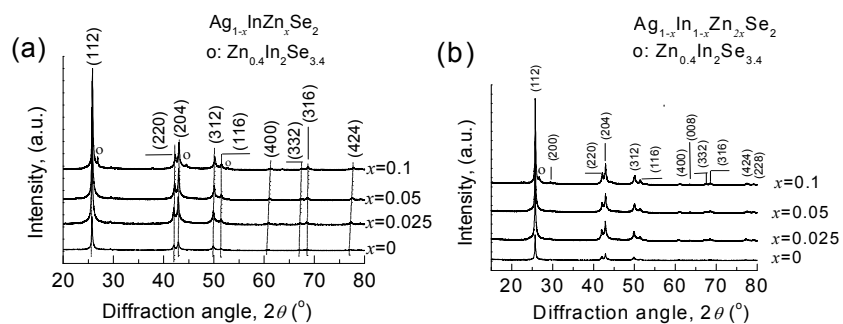 (a)
Ag1-xInZnxSe2
o: Zn0.4In2Se3.4
(112)
(220)
(204)
(312)
(116)
(400)
(332)
(316)
(424)
o
o
o
x=0.1
x=0.05
x=0.025
x=0
Intensity, (a.u.)
20 30 40 50 60 70 80
Diffraction angle, 2θ (°)
(b)
Ag1-xIn1-xZn2xSe2
o: Zn0.4In2Se3.4
(112)
o
(200)
(220)
(204)
(312)
(116)
(400)
(008)
(332)
(316)
(424)
(228)
x=0.1
x=0.05
x=0.025
x=0
Intensity, (a.u.)
20 30 40 50 60 70 80
Diffraction angle, 2θ (°)